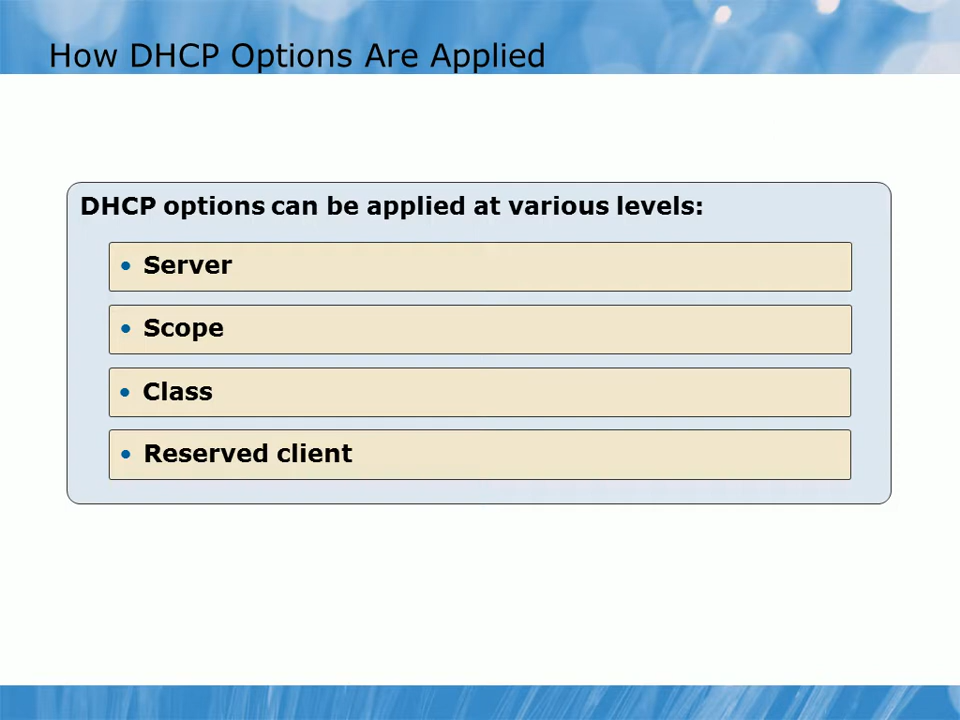 How DHCP Options Are Applied
DHCP options can be applied at various levels:
• Server
• Scope
• Class
• Reserved client